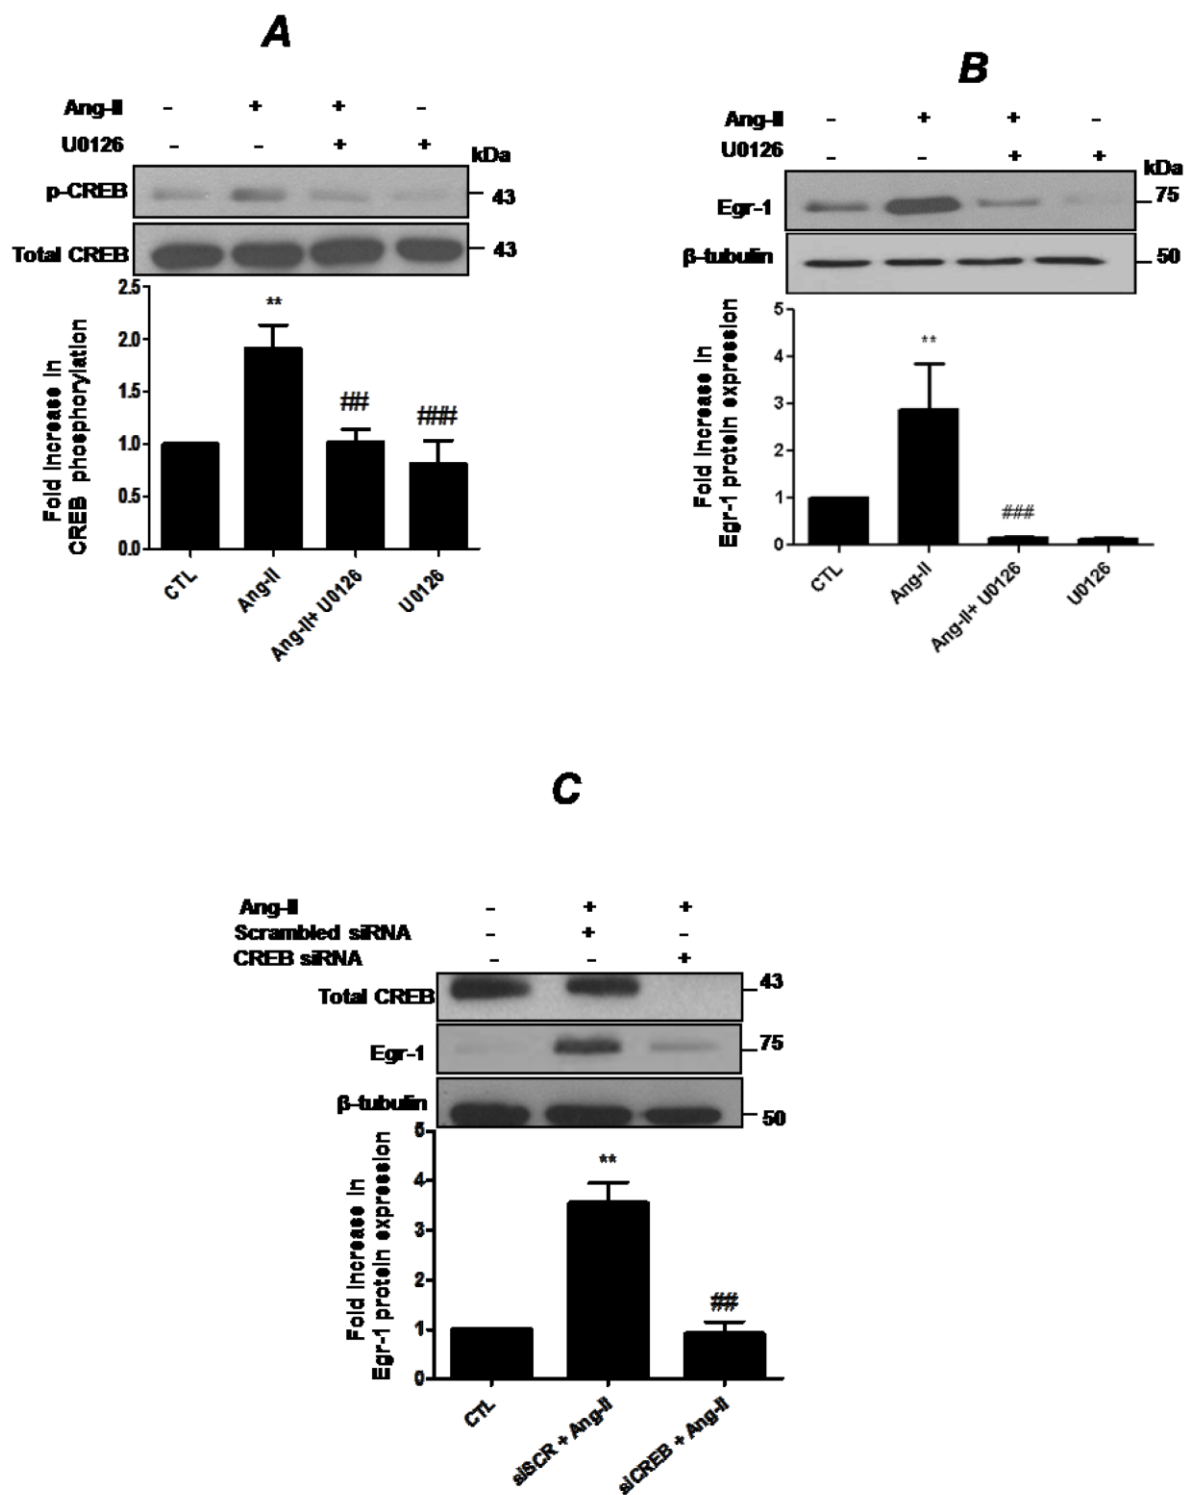 A
Ang-II - + + -
U0126 - - + +
kDa
p-CREB 43
Total CREB 43
2.5
2.0
1.5
1.0
0.5
0.0
Fold Increase in
CREB phosphorylation
**
##
###
CTL
Ang-II
Ang-II+ U0126
U0126
B
Ang-II - + + -
U0126 - - + +
kDa
Egr-1 75
β-tubulin 50
5
4
3
2
1
0
Fold Increase in
Egr-1 protein expression
**
###
CTL
Ang-II
Ang-II+ U0126
U0126
C
Ang-II - + +
Scrambled siRNA - + -
CREB siRNA - - +
Total CREB 43
Egr-1 75
β-tubulin 50
5
4
3
2
1
0
Fold Increase in
Egr-1 protein expression
**
##
CTL
siSCR + Ang-II
siCREB + Ang-II